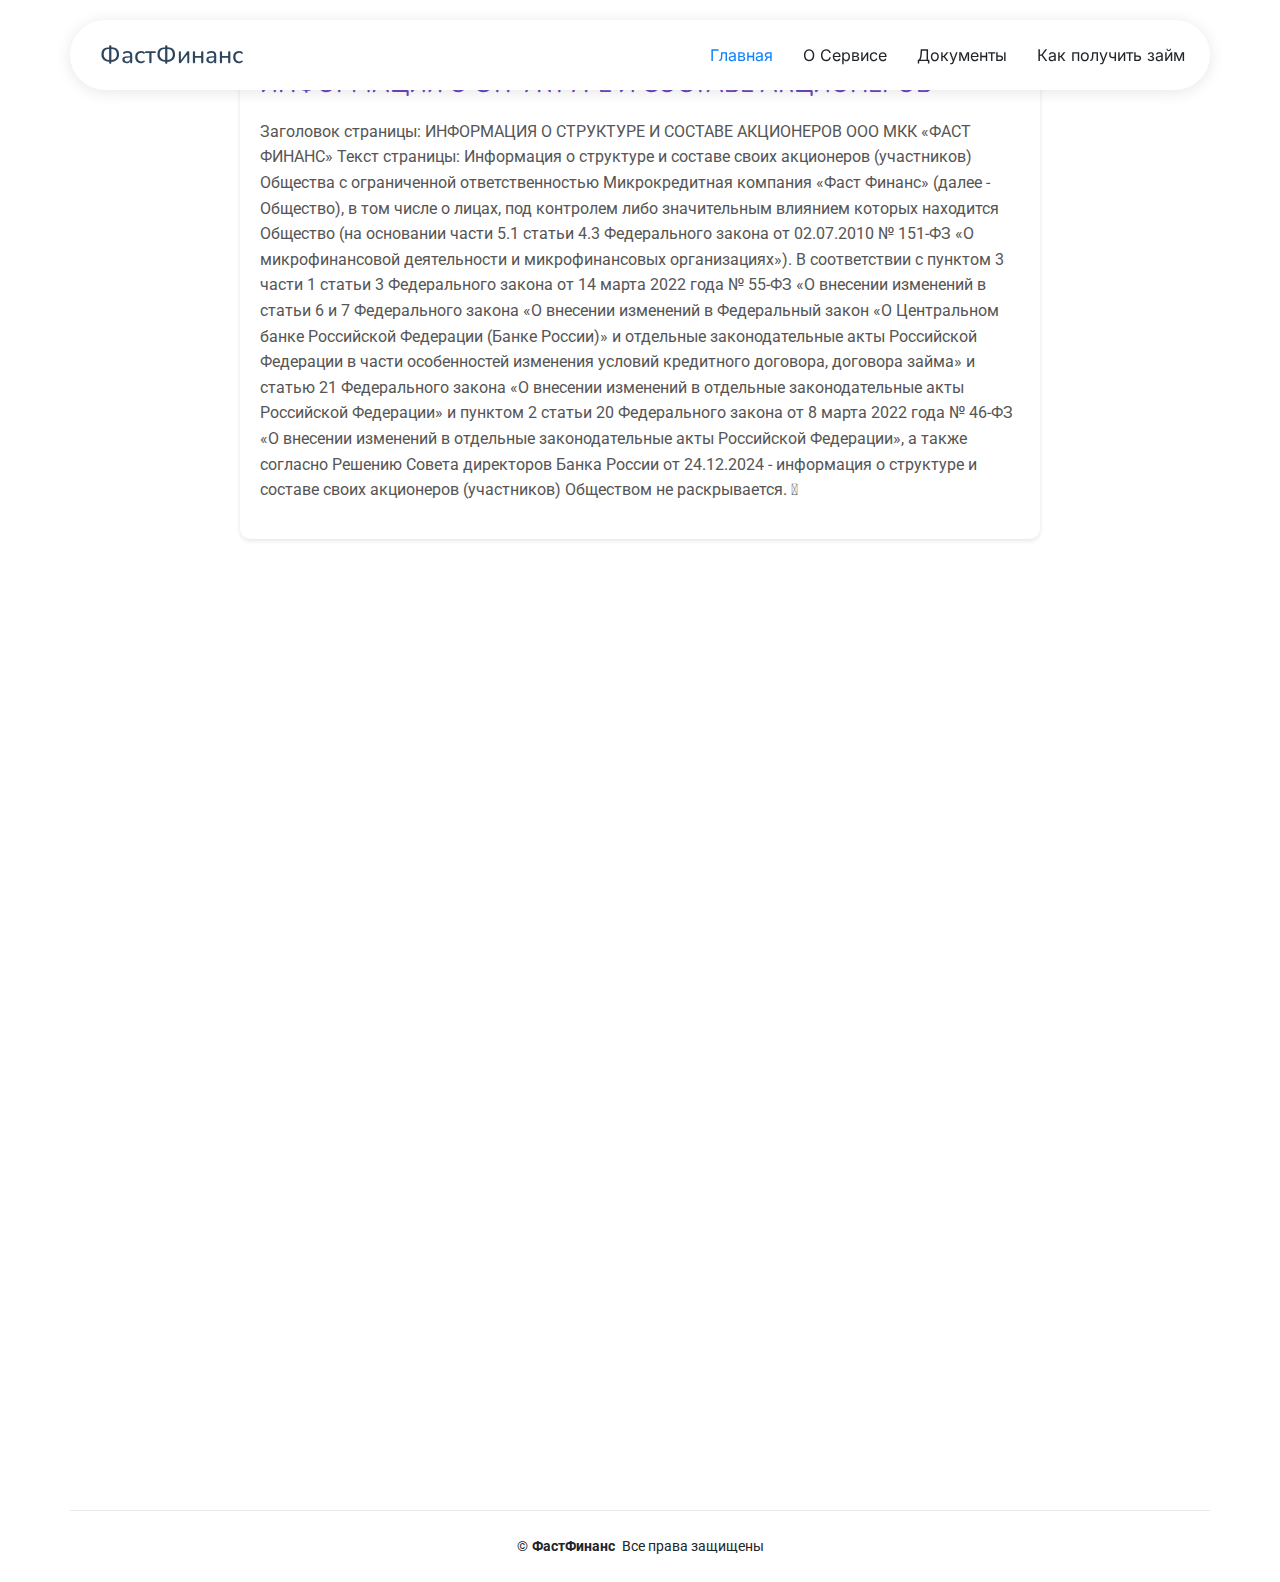 ФастФинанс
Главная
О Сервисе
Документы
Как получить займ
ИНФОРМАЦИЯ О СТРУКТУРЕ И СОСТАВЕ АКЦИОНЕРОВ
Заголовок страницы: ИНФОРМАЦИЯ О СТРУКТУРЕ И СОСТАВЕ АКЦИОНЕРОВ ООО МКК «ФАСТ
ФИНАНС» Текст страницы: Информация о структуре и составе своих акционеров (участников)
Общества с ограниченной ответственностью Микрокредитная компания «Фаст Финанс» (далее -
Общество), в том числе о лицах, под контролем либо значительным влиянием которых находится
Общество (на основании части 5.1 статьи 4.3 Федерального закона от 02.07.2010 № 151-ФЗ «О
микрофинансовой деятельности и микрофинансовых организациях»). В соответствии с пунктом 3
части 1 статьи 3 Федерального закона от 14 марта 2022 года № 55-ФЗ «О внесении изменений в
статьи 6 и 7 Федерального закона «О внесении изменений в Федеральный закон «О Центральном
банке Российской Федерации (Банке России)» и отдельные законодательные акты Российской
Федерации в части особенностей изменения условий кредитного договора, договора займа» и
статью 21 Федерального закона «О внесении изменений в отдельные законодательные акты
Российской Федерации» и пунктом 2 статьи 20 Федерального закона от 8 марта 2022 года № 46-ФЗ
«О внесении изменений в отдельные законодательные акты Российской Федерации», а также
согласно Решению Совета директоров Банка России от 24.12.2024 - информация о структуре и
составе своих акционеров (участников) Обществом не раскрывается.
© ФастФинанс Все права защищены